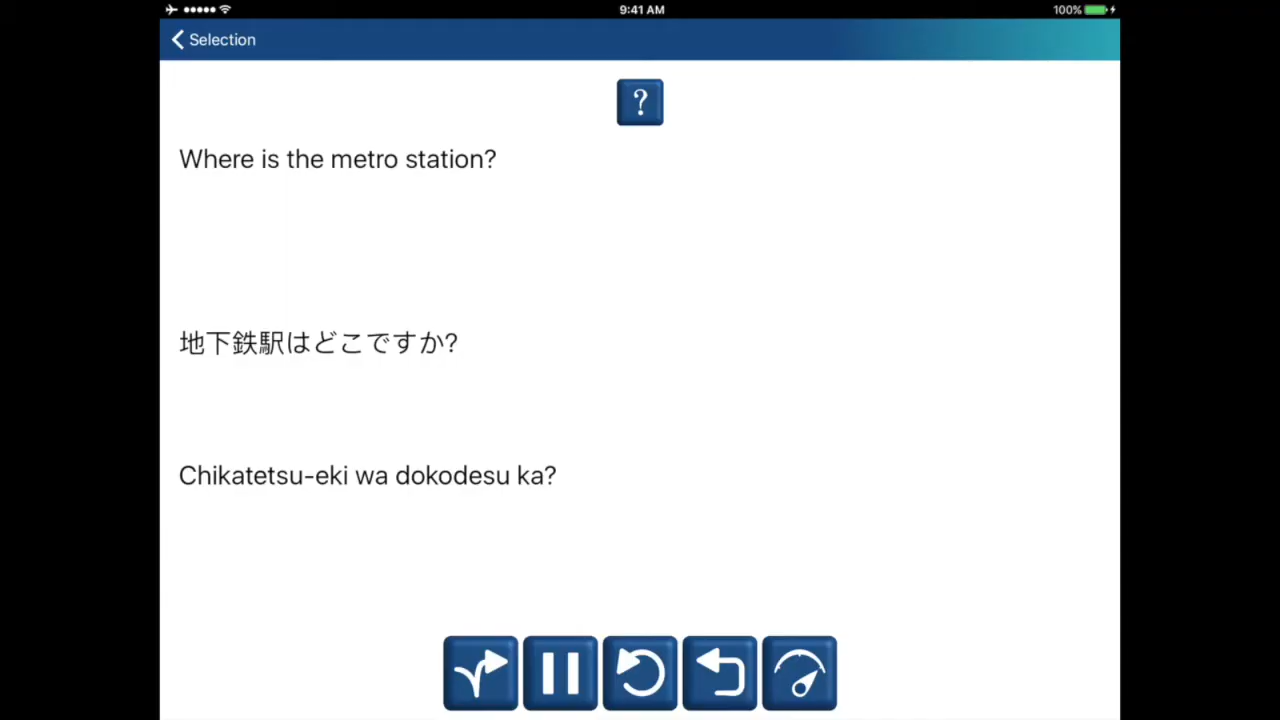 9:41 AM
100%
Selection
?
Where is the metro station?
地下鉄駅はどこですか?
Chikatetsu-eki wa dokodesu ka?